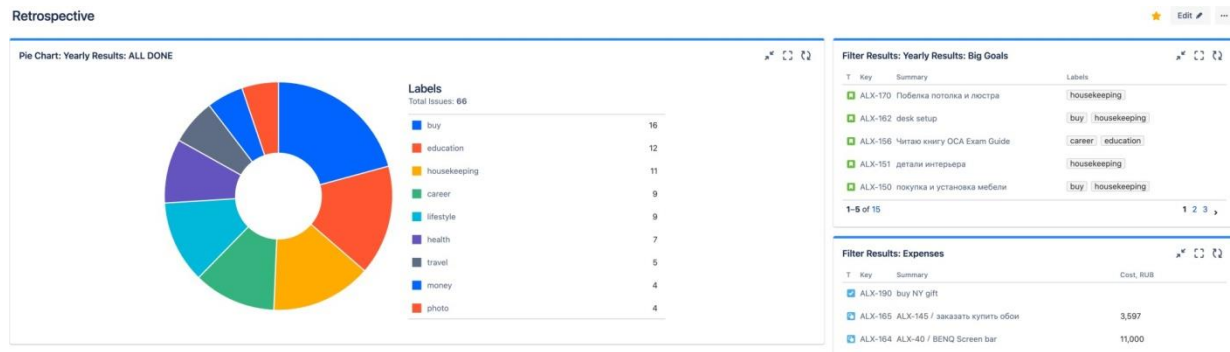 Retrospective
Edit
Pie Chart: Yearly Results: ALL DONE
Labels
Total Issues: 66
buy 16
education 12
housekeeping 11
career 9
lifestyle 9
health 7
travel 5
money 4
photo 4
Filter Results: Yearly Results: Big Goals
T Key Summary Labels
ALX-170 Побелка потолка и люстра housekeeping
ALX-162 desk setup buy housekeeping
ALX-156 Читаю книгу OCA Exam Guide career education
ALX-151 детали интерьера housekeeping
ALX-150 покупка и установка мебели buy housekeeping
1–5 of 15 1 2 3
Filter Results: Expenses
T Key Summary Cost, RUB
ALX-190 buy NY gift
ALX-165 ALX-145 / заказать купить обои 3,597
ALX-164 ALX-40 / BENQ Screen bar 11,000